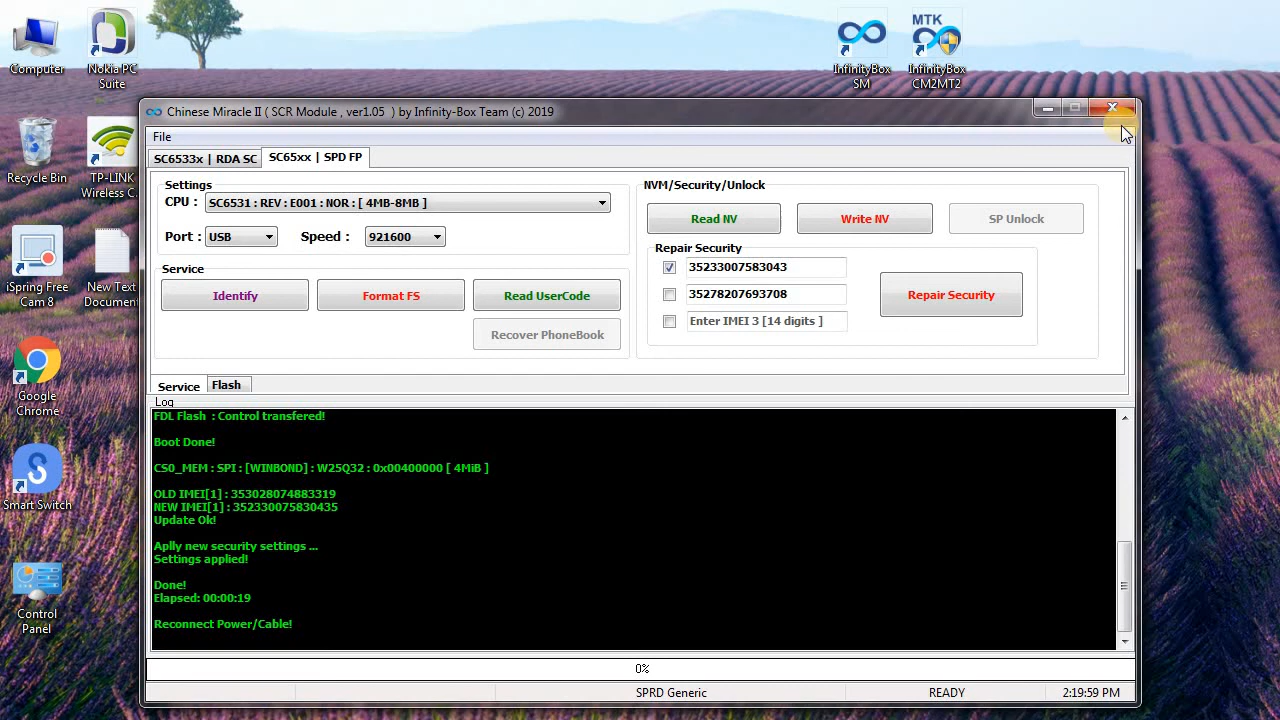 Computer
Nokia PC
Suite
MTK
InfinityBox
SM
InfinityBox
CM2MT2
Recycle Bin
TP-LINK
Wireless C...
iSpring Free
Cam 8
New Text
Document
Google
Chrome
Smart Switch
Control
Panel
Chinese Miracle II ( SCR Module , ver1.05 ) by Infinity-Box Team (c) 2019
File
SC6533x | RDA SC
SC65xx | SPD FP
Settings
CPU : SC6531 : REV : E001 : NOR : [ 4MB-8MB ]
Port : USB Speed : 921600
Service
Identify Format FS Read UserCode
Recover PhoneBook
NVM/Security/Unlock
Read NV Write NV SP Unlock
Repair Security
35233007583043
35278207693708
Enter IMEI 3 [14 digits ]
Repair Security
Service Flash
Log
FDL Flash : Control transfered!
Boot Done!
CS0_MEM : SPI : [WINBOND] : W25Q32 : 0x00400000 [ 4MiB ]
OLD IMEI[1] : 353028074883319
NEW IMEI[1] : 352330075830435
Update Ok!
Aplly new security settings ...
Settings applied!
Done!
Elapsed: 00:00:19
Reconnect Power/Cable!
0%
SPRD Generic READY 2:19:59 PM